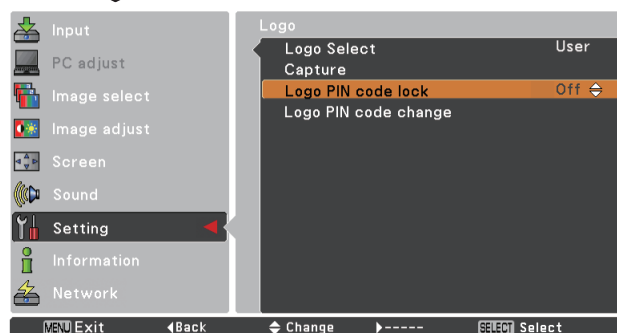 Input
PC adjust
Image select
Image adjust
Screen
Sound
Setting
Information
Network
Logo
Logo Select User
Capture
Logo PIN code lock Off
Logo PIN code change
MENU Exit Back Change ----- SELECT Select